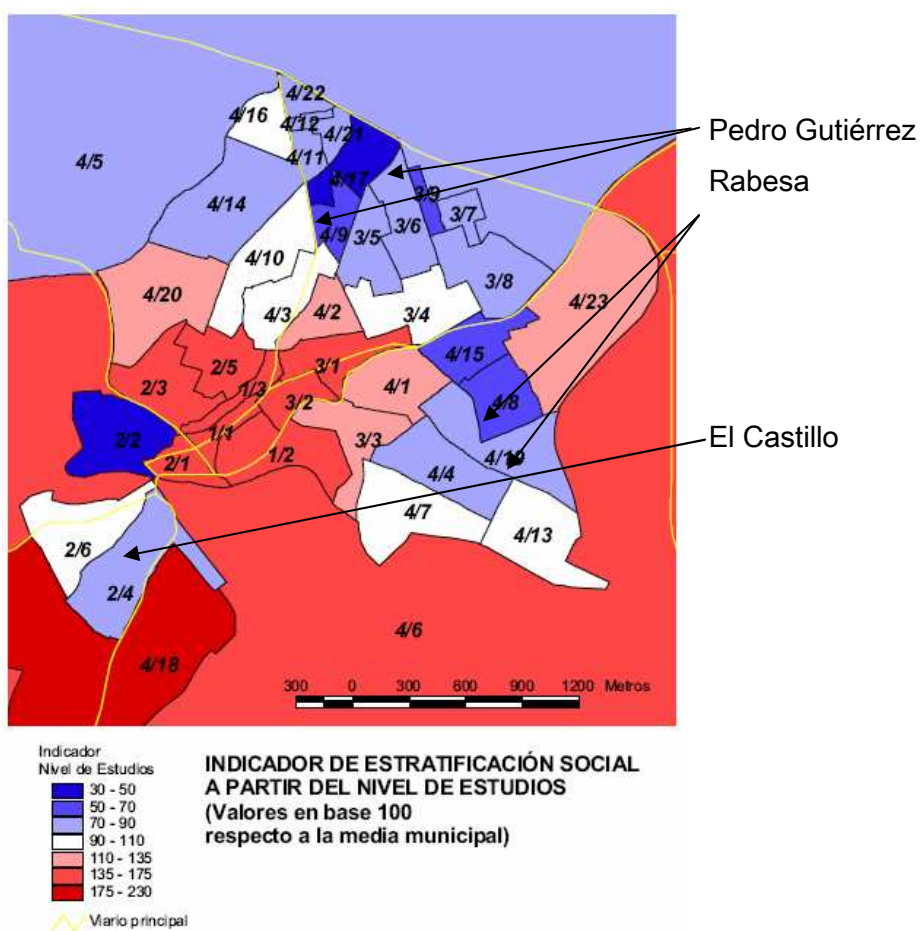 4/22
4/16
4/12
4/21
4/11
Pedro Gutiérrez
4/5
4/17
Rabesa
3/9
4/14
3/7
4/9
3/6
3/5
4/10
3/8
4/20
4/3
4/2
3/4
4/23
4/15
2/5
3/1
2/3
1/3
4/1
3/2
4/8
2/2
1/1
3/3
El Castillo
2/1
1/2
4/19
4/4
4/7
4/13
2/6
2/4
4/6
4/18
300 0 300 600 900 1200 Metros
Indicador
Nivel de Estudios
30 - 50
50 - 70
70 - 90
90 - 110
110 - 135
135 - 175
175 - 230
Viario principal
INDICADOR DE ESTRATIFICACIÓN SOCIAL
A PARTIR DEL NIVEL DE ESTUDIOS
(Valores en base 100
respecto a la media municipal)